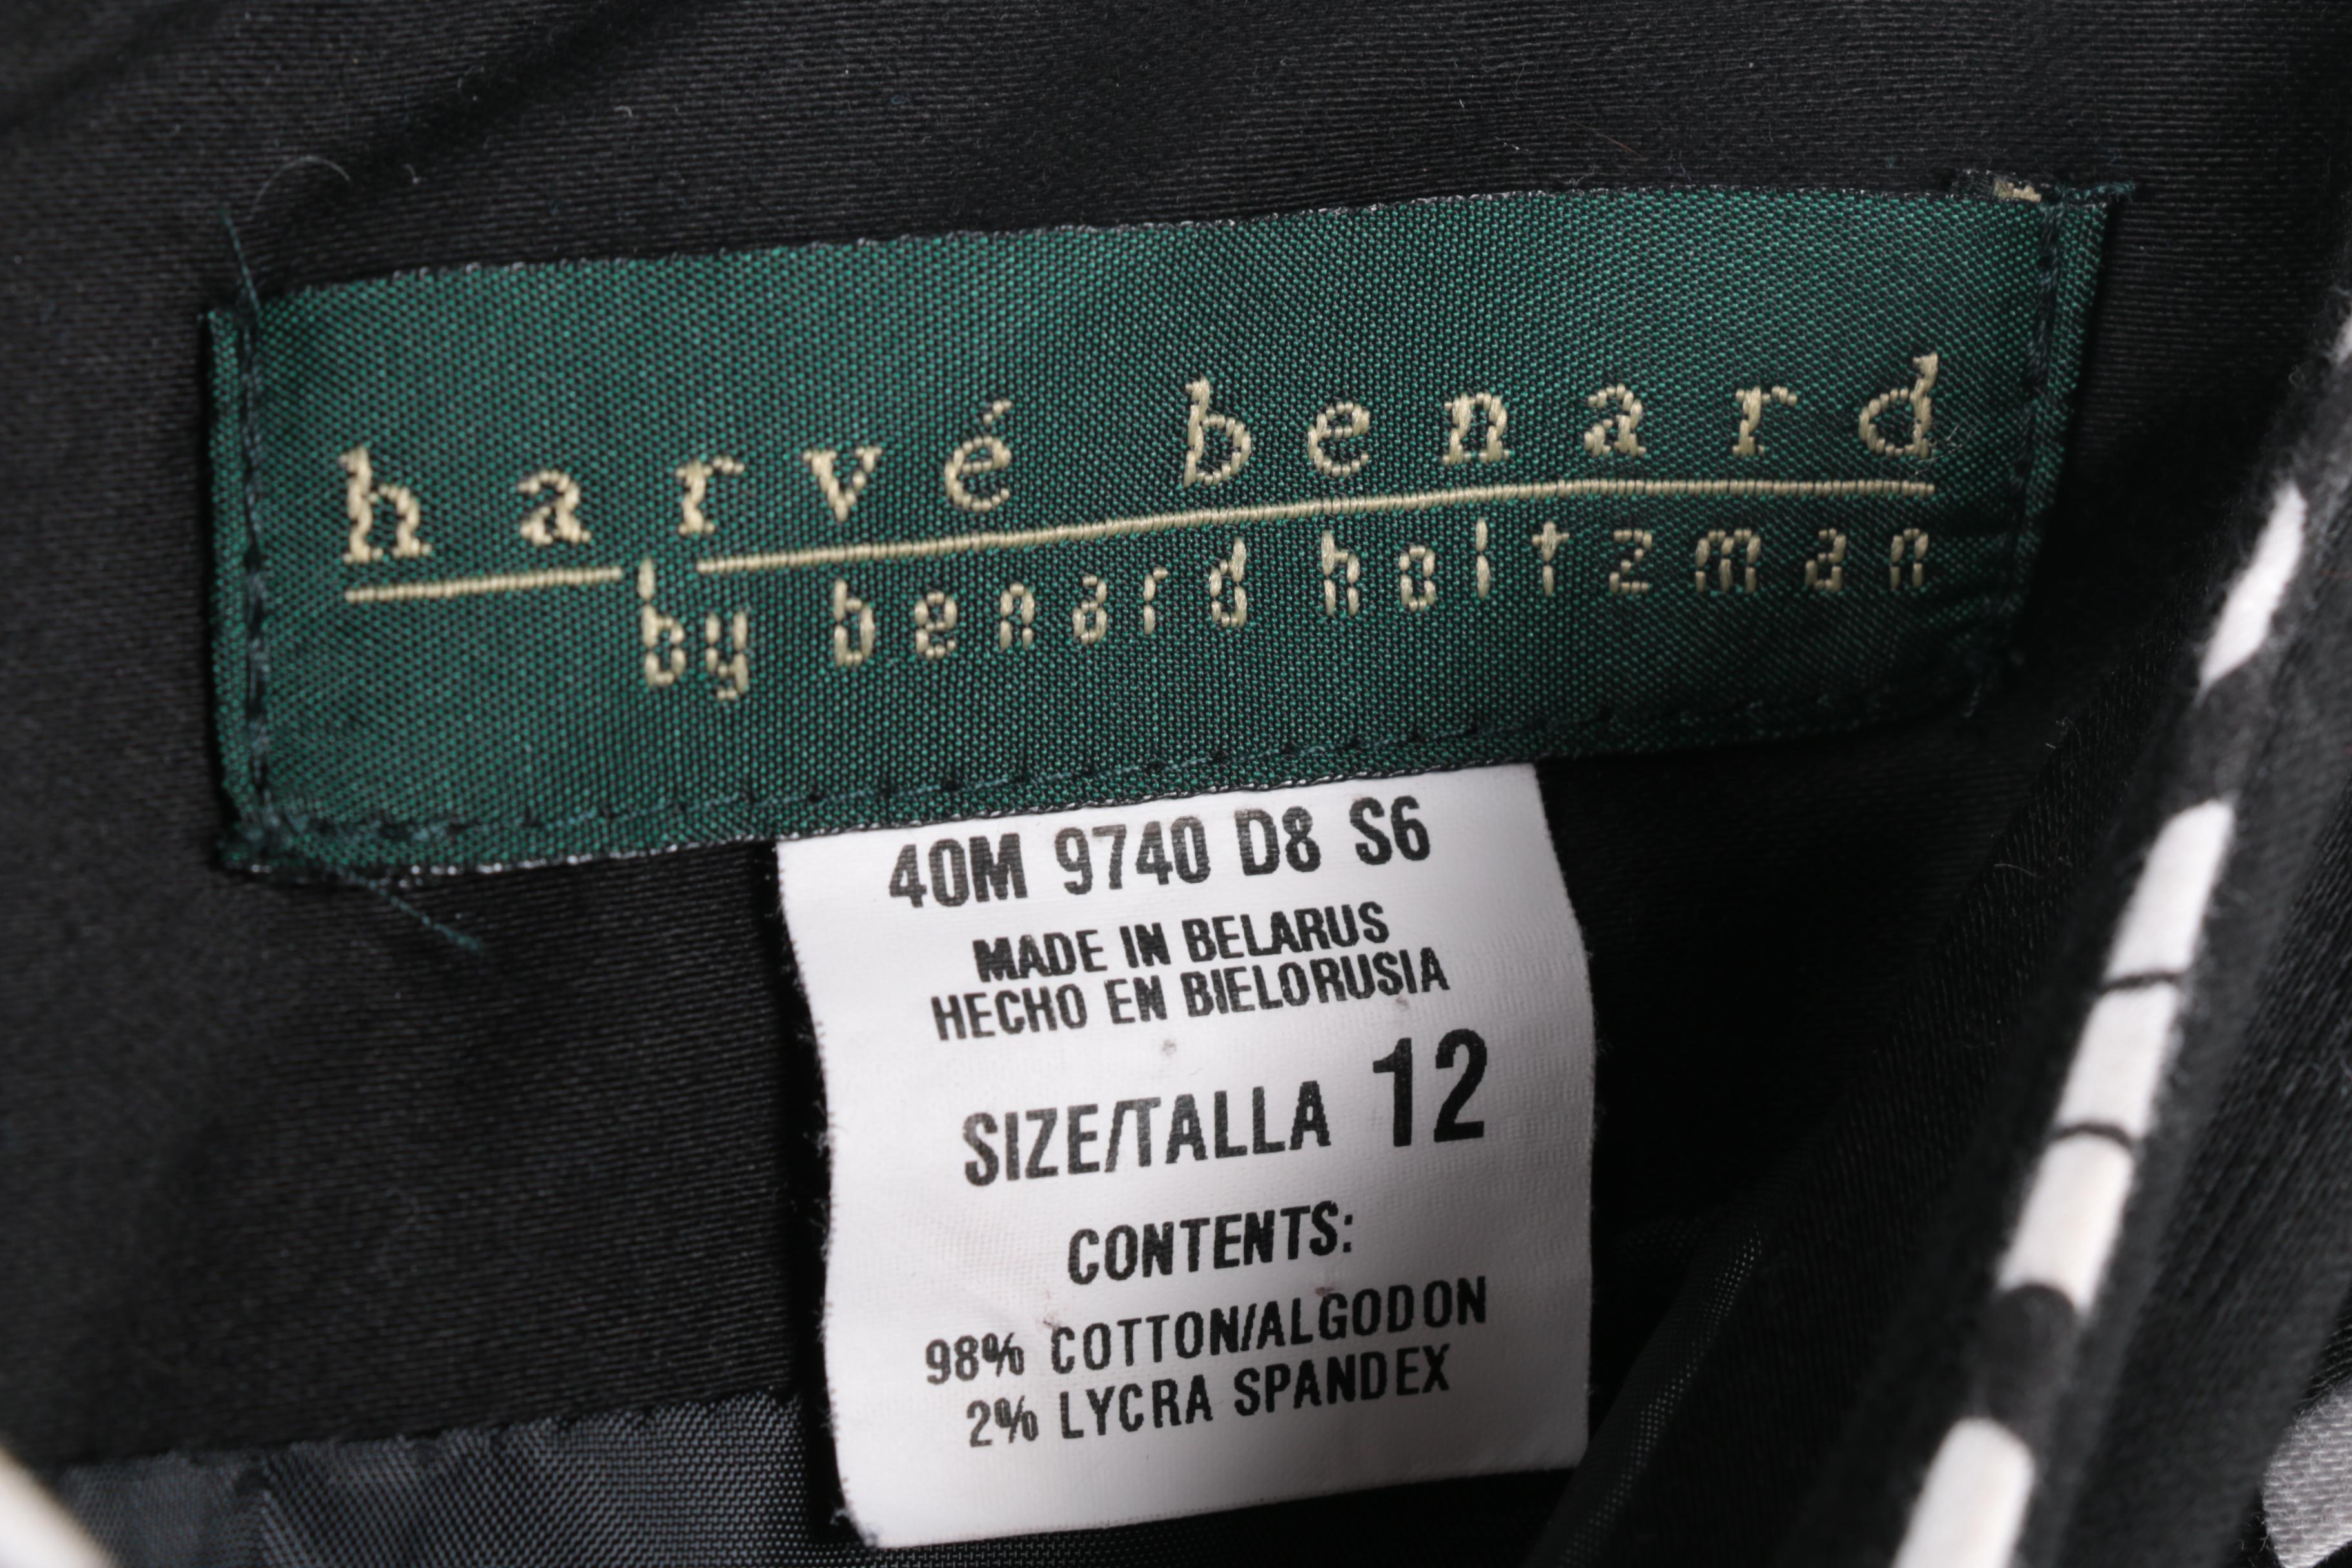 harvé benard
by benard holtzman
40M 9740 D8 S6
MADE IN BELARUS
HECHO EN BIELORUSIA
SIZE/TALLA 12
CONTENTS:
98% COTTON/ALGODON
2% LYCRA SPANDEX